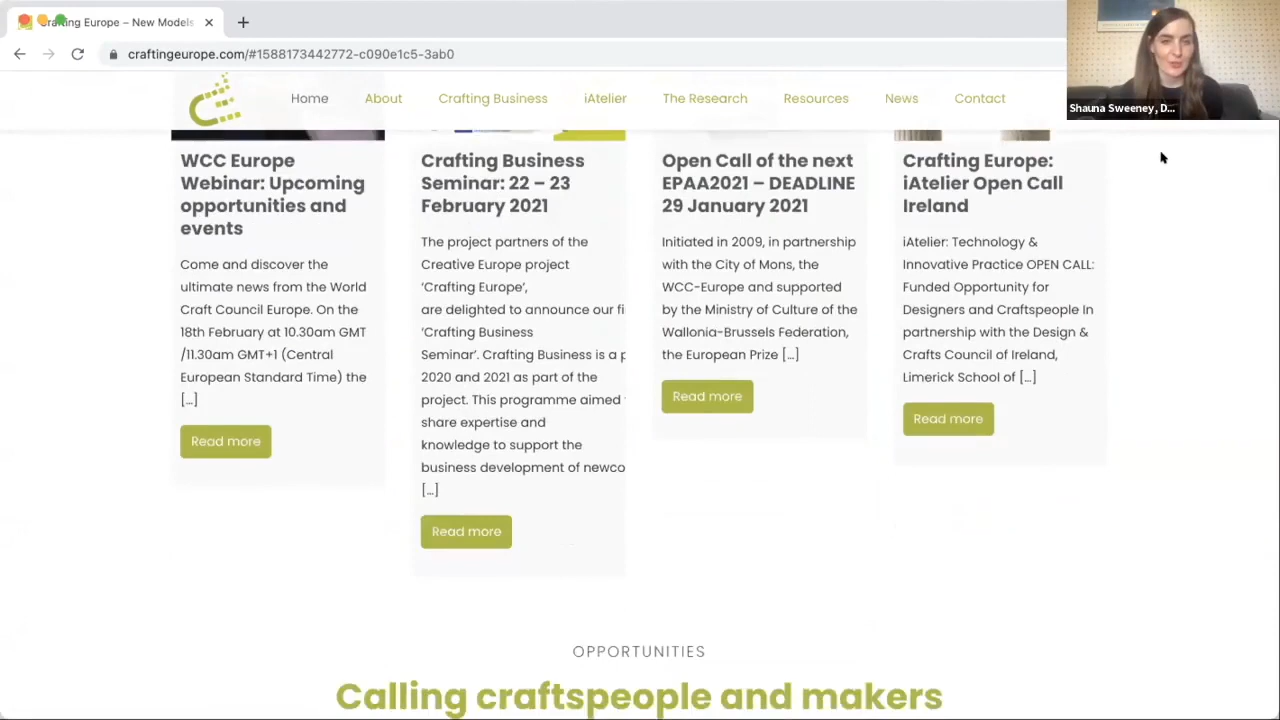 Crafting Europe – New Models
craftingeurope.com/#1588173442772-c090e1c5-3ab0
Shauna Sweeney, D...
Home
About
Crafting Business
iAtelier
The Research
Resources
News
Contact
WCC Europe
Webinar: Upcoming
opportunities and
events
Come and discover the
ultimate news from the World
Craft Council Europe. On the
18th February at 10.30am GMT
/11.30am GMT+1 (Central
European Standard Time) the
[...]
Read more
Crafting Business
Seminar: 22 – 23
February 2021
The project partners of the
Creative Europe project
‘Crafting Europe’,
are delighted to announce our fi
‘Crafting Business
Seminar’. Crafting Business is a p
2020 and 2021 as part of the
project. This programme aimed
share expertise and
knowledge to support the
business development of newco
[...]
Read more
Open Call of the next
EPAA2021 – DEADLINE
29 January 2021
Initiated in 2009, in partnership
with the City of Mons, the
WCC-Europe and supported
by the Ministry of Culture of the
Wallonia-Brussels Federation,
the European Prize [...]
Read more
Crafting Europe:
iAtelier Open Call
Ireland
iAtelier: Technology &
Innovative Practice OPEN CALL:
Funded Opportunity for
Designers and Craftspeople In
partnership with the Design &
Crafts Council of Ireland,
Limerick School of [...]
Read more
OPPORTUNITIES
Calling craftspeople and makers